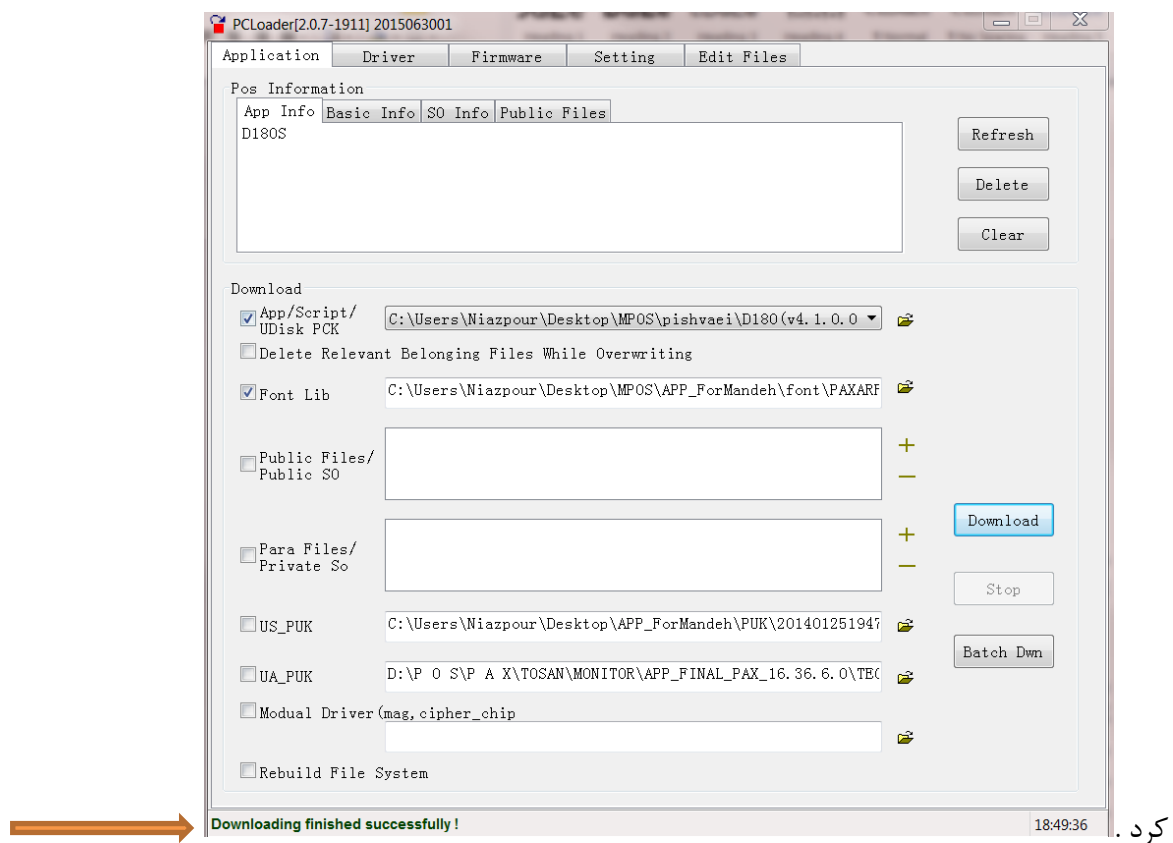 PCLoader[2.0.7-1911] 2015063001
Application Driver Firmware Setting Edit Files
Pos Information
App Info Basic Info SO Info Public Files
D180S
Refresh
Delete
Clear
Download
App/Script/
UDisk PCK
C:\Users\Niazpour\Desktop\MPOS\pishvaei\D180(v4.1.0.0
Delete Relevant Belonging Files While Overwriting
Font Lib C:\Users\Niazpour\Desktop\MPOS\APP_ForMandeh\font\PAXARF
Public Files/
Public SO
Download
Para Files/
Private So
Stop
US_PUK C:\Users\Niazpour\Desktop\APP_ForMandeh\PUK\201401251947
Batch Dwn
UA_PUK D:\P O S\P A X\TOSAN\MONITOR\APP_FINAL_PAX_16.36.6.0\TEC
Modual Driver(mag,cipher_chip
Rebuild File System
Downloading finished successfully ! 18:49:36
کرد .